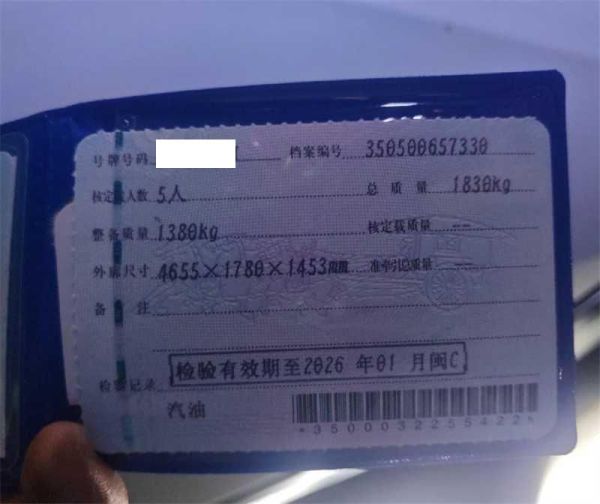 号牌号码 档案编号 350500657330
核定载人数 5人 总质量 1830kg
整备质量 1380kg 核定载质量 --
外廓尺寸 4655×1780×1453mm 准牵引总质量 --
备注
检验有效期至2026年01月闽C
检验记录
汽油
*3500032255422*